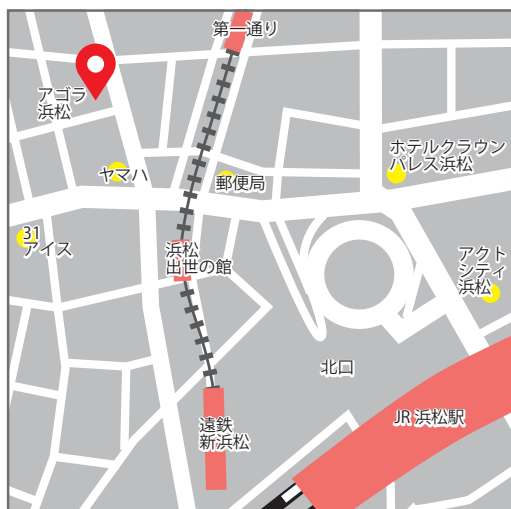 第一通り
アゴラ
浜松
ホテルクラウン
パレス浜松
ヤマハ
郵便局
31
アイス
浜松
出世の館
アクト
シティ
浜松
北口
JR 浜松駅
遠鉄
新浜松